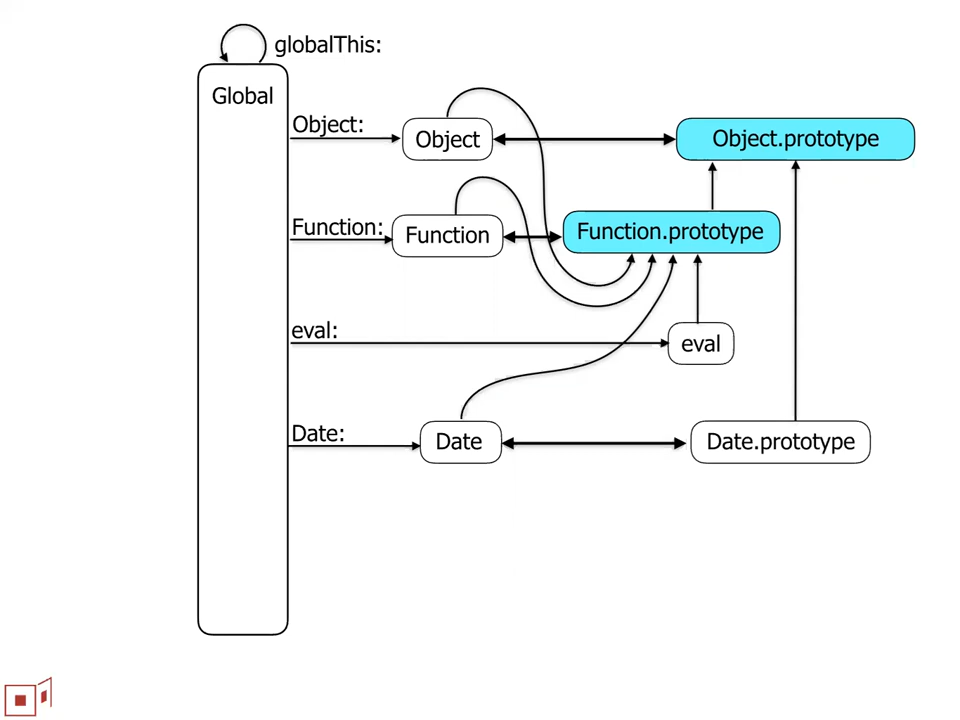 globalThis:
Global
Object:
Object
Object.prototype
Function:
Function
Function.prototype
eval:
eval
Date:
Date
Date.prototype